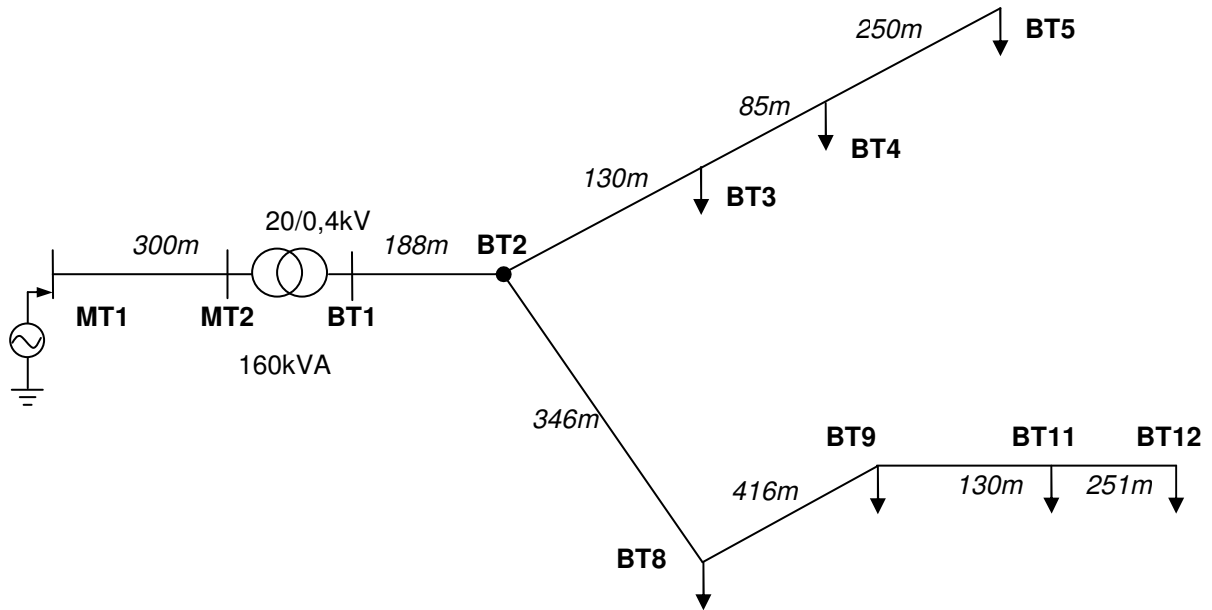 250m
BT5
85m
BT4
130m
BT3
20/0,4kV
300m
188m
BT2
MT1
MT2
BT1
160kVA
346m
BT9
BT11
BT12
416m
130m
251m
BT8